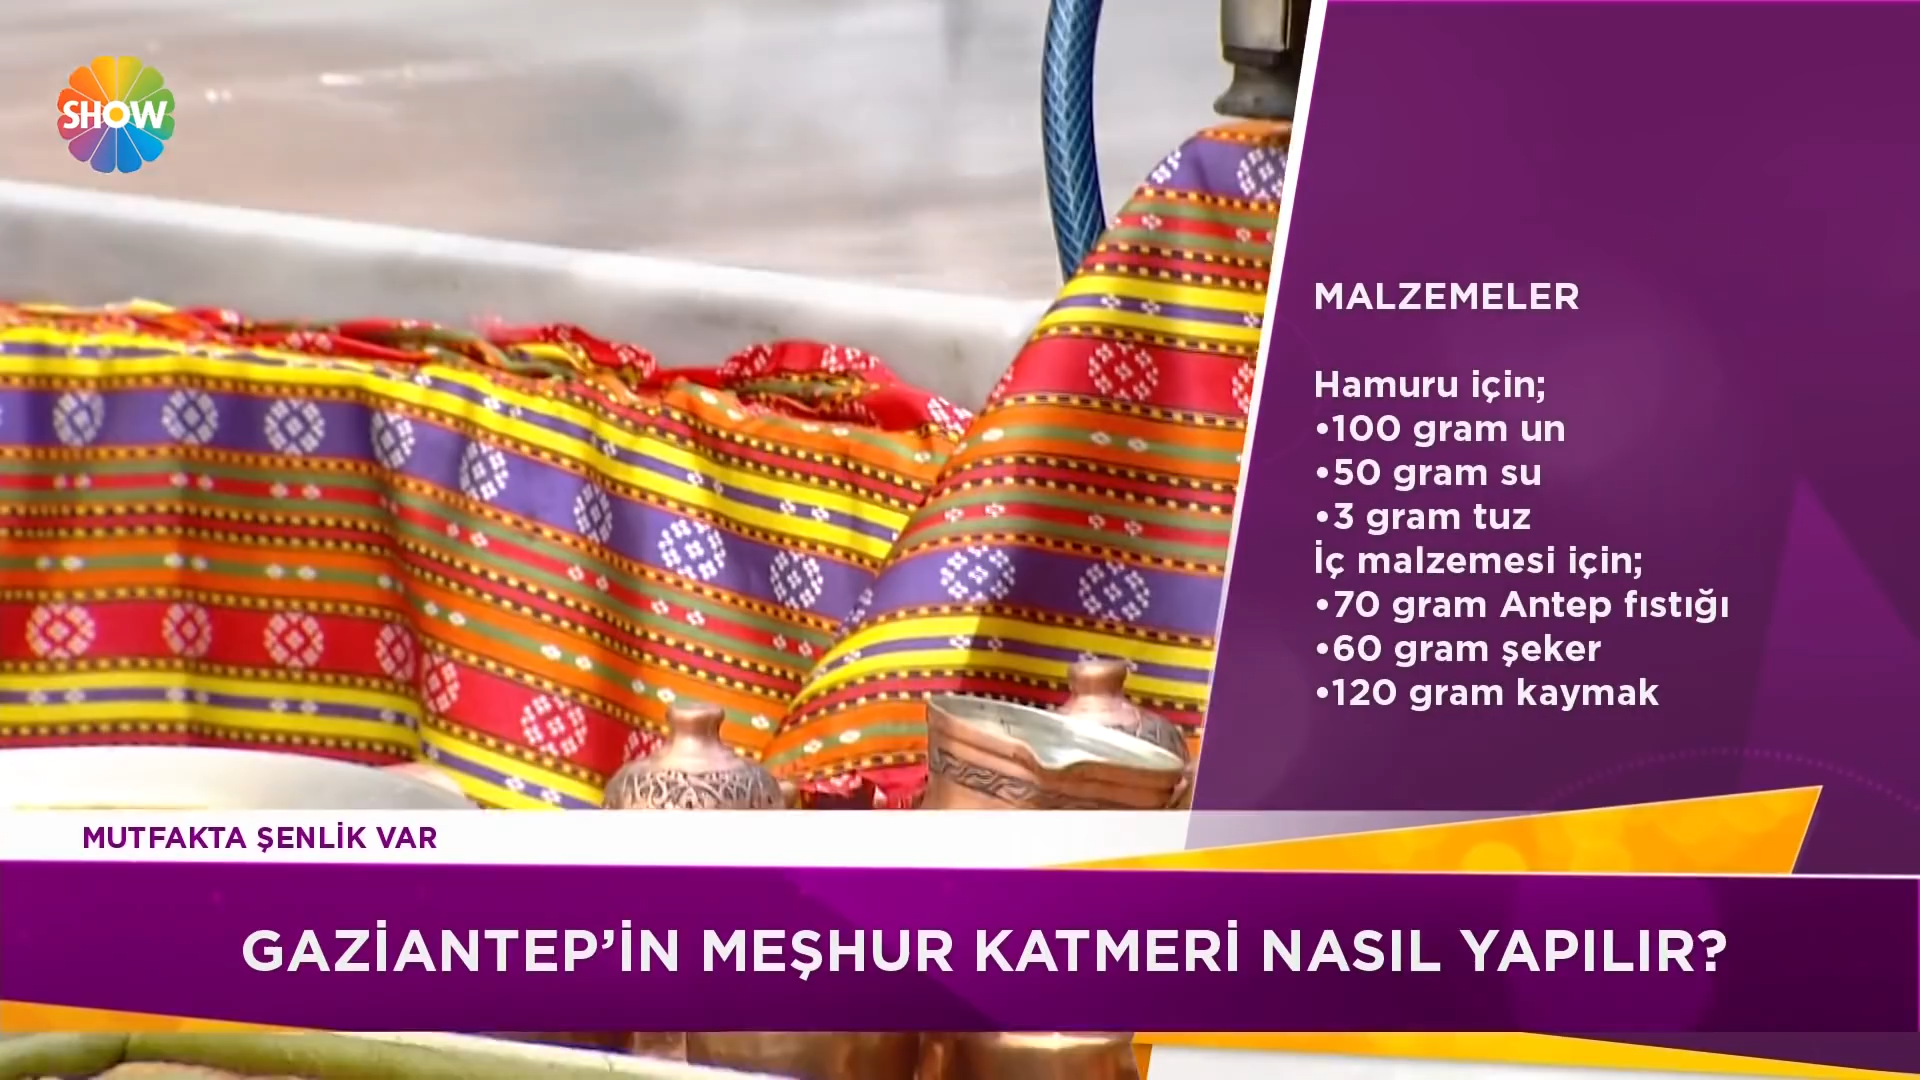 SHOW
MALZEMELER
Hamuru için;
•100 gram un
•50 gram su
•3 gram tuz
İç malzemesi için;
•70 gram Antep fıstığı
•60 gram şeker
•120 gram kaymak
MUTFAKTA ŞENLİK VAR
GAZİANTEP’İN MEŞHUR KATMERİ NASIL YAPILIR?